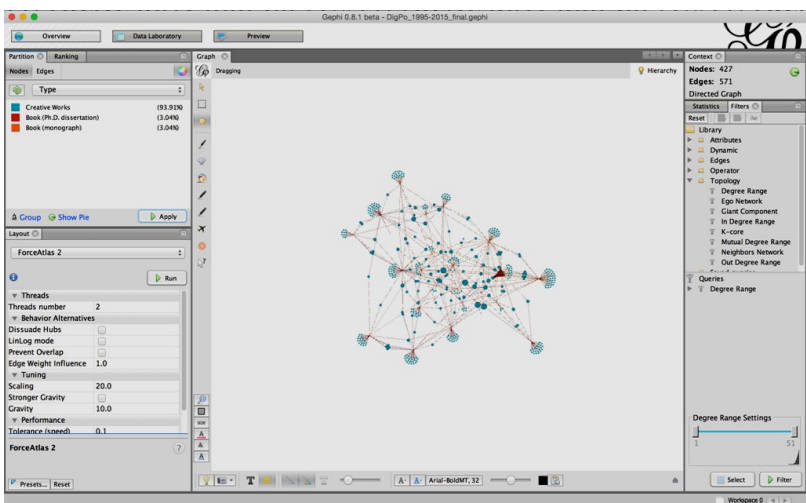 Gephi 0.8.1 beta - DigPo_1995-2015_final.gephi
Overview
Data Laboratory
Preview
Partition
Ranking
Nodes Edges
Type
Creative Works (93.91%)
Book (Ph.D. dissertation) (3.04%)
Book (monograph) (3.04%)
Group
Show Pie
Apply
Layout
ForceAtlas 2
Run
Threads
Threads number 2
Behavior Alternatives
Dissuade Hubs
LinLog mode
Prevent Overlap
Edge Weight Influence 1.0
Tuning
Scaling 20.0
Stronger Gravity
Gravity 10.0
Performance
Tolerance (speed) 0.1
ForceAtlas 2
Presets...
Reset
Graph
Dragging
Hierarchy
T
A-
A- Arial-BoldMT, 32
Context
Nodes: 427
Edges: 571
Directed Graph
Statistics
Filters
Reset
Library
Attributes
Dynamic
Edges
Operator
Topology
Degree Range
Ego Network
Giant Component
In Degree Range
K-core
Mutual Degree Range
Neighbors Network
Out Degree Range
Queries
Degree Range
Degree Range Settings
1 51
Select
Filter
Workspace 0